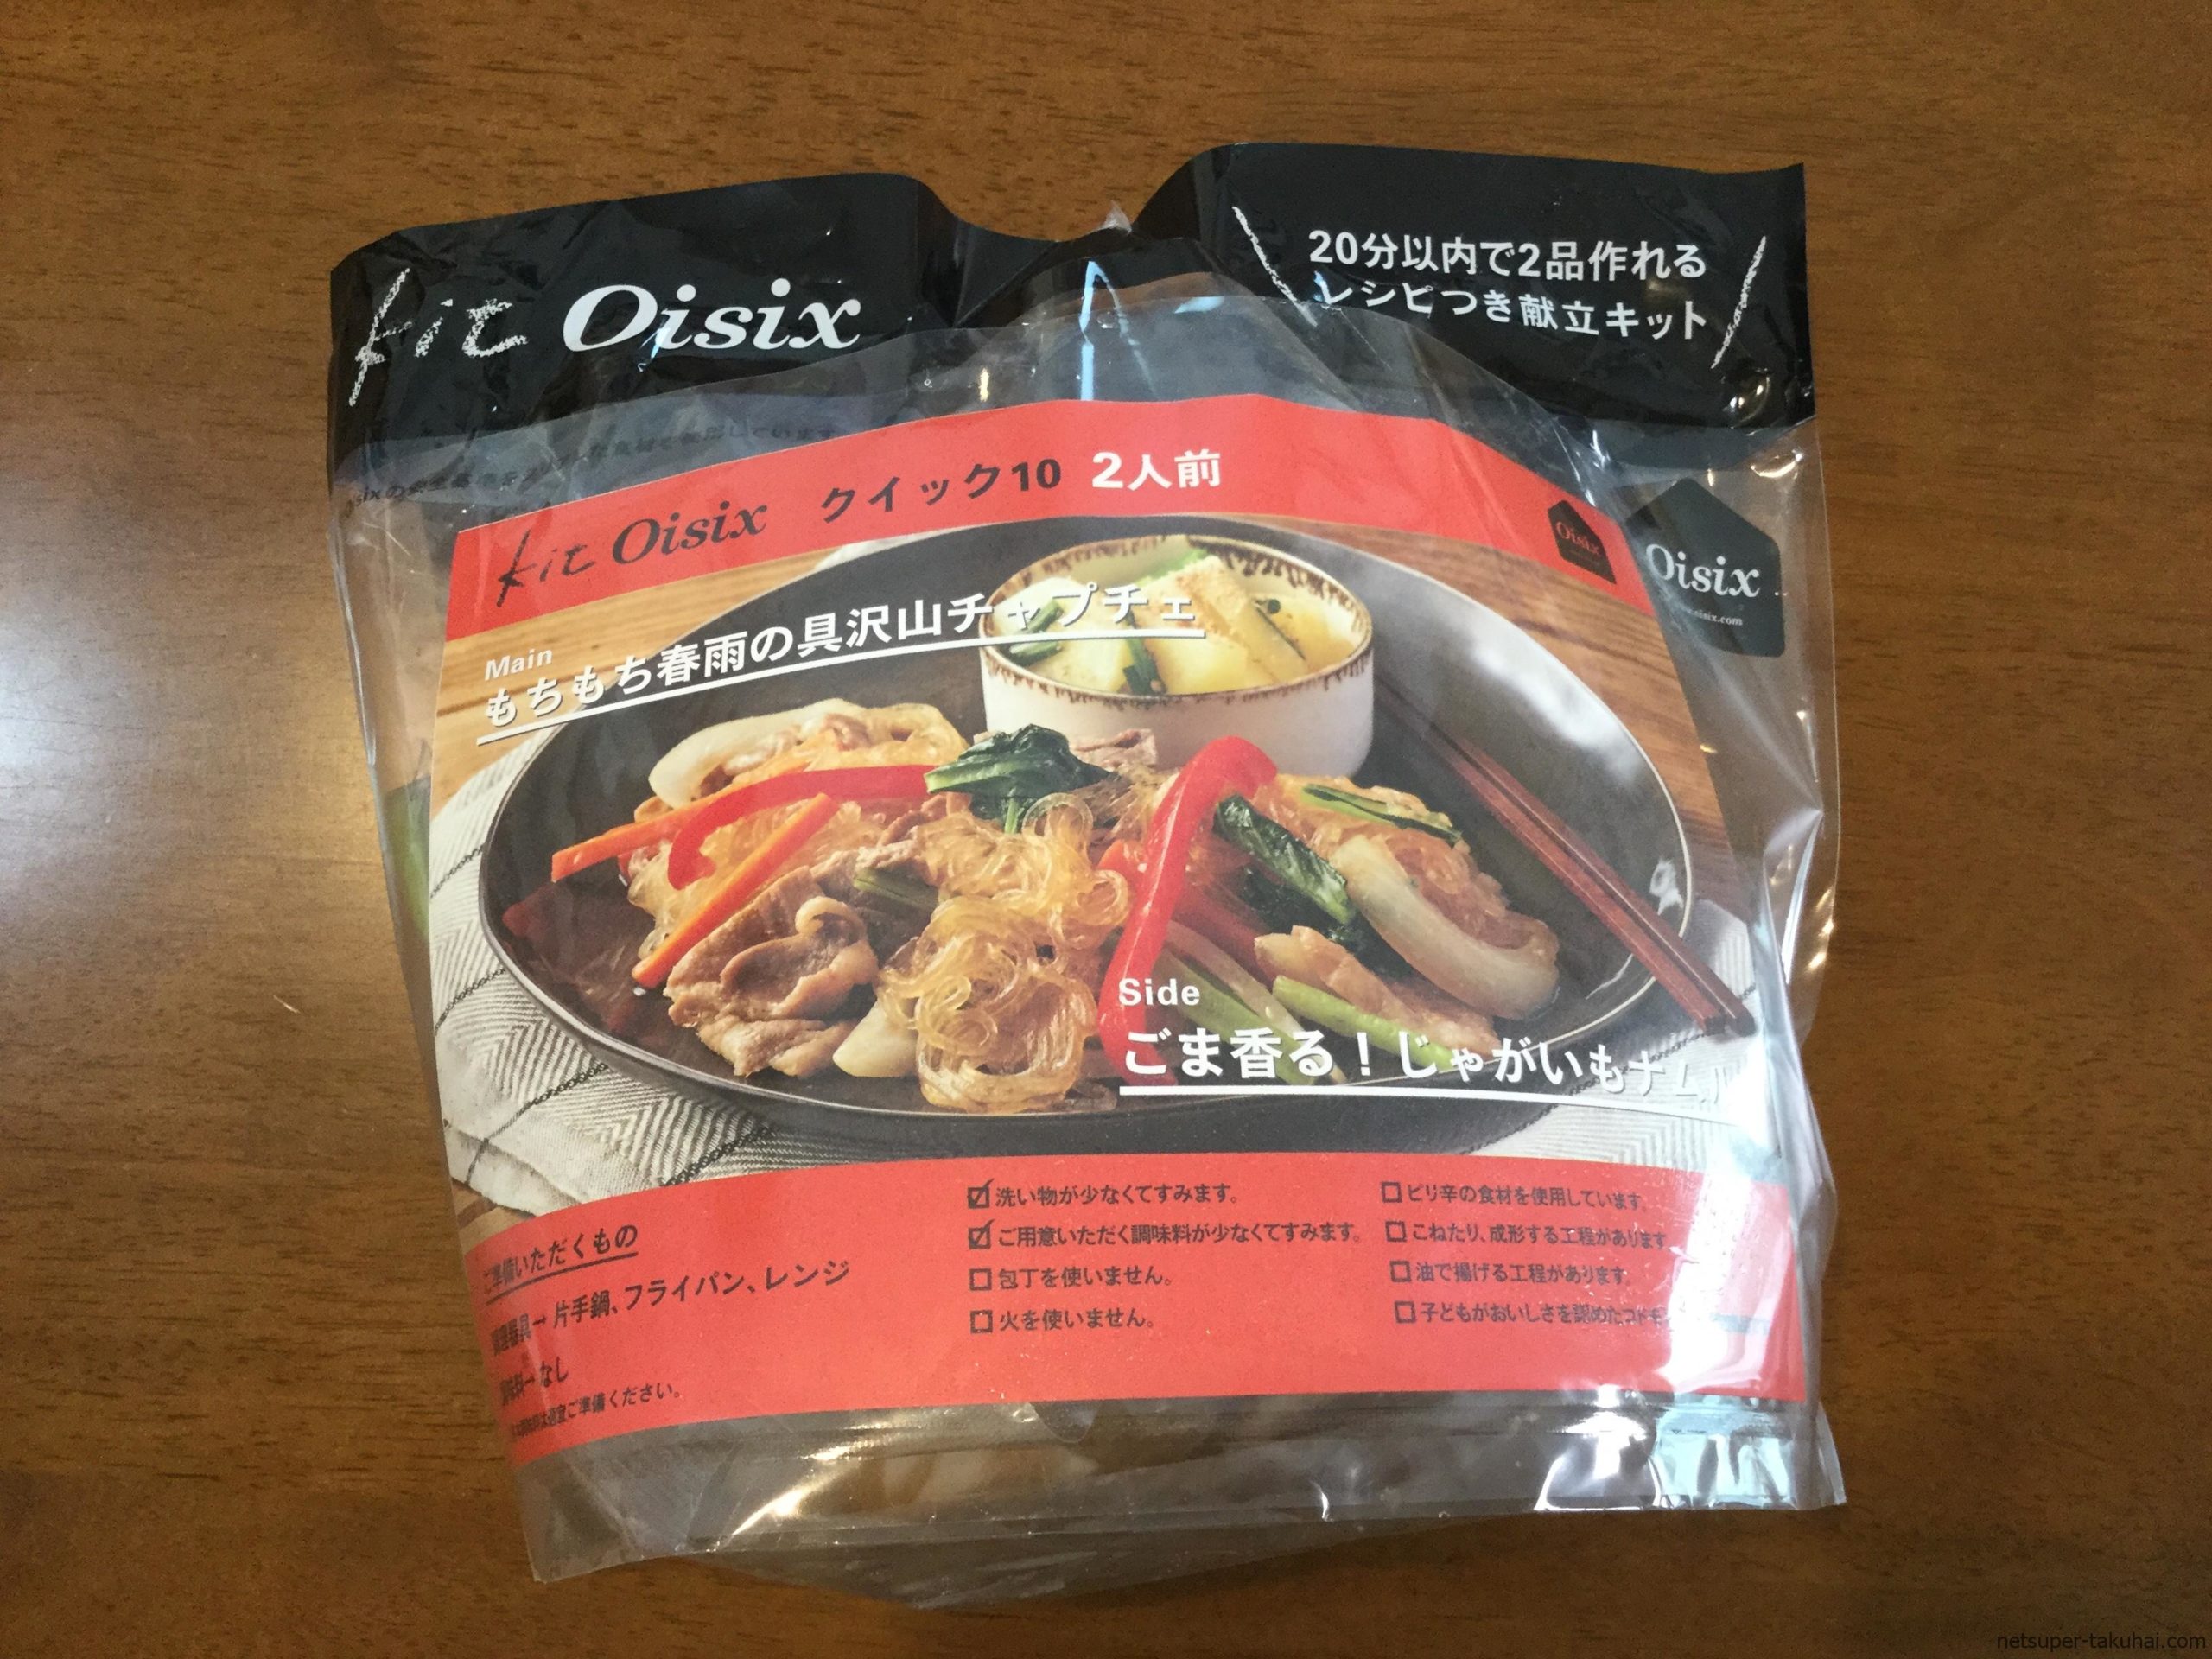 kit Oisix
20分以内で2品作れる
レシピつき献立キット
kit Oisix クイック10 2人前
Oisix
Oisix
Main
もちもち春雨の具沢山チャプチェ
Side
ごま香る！じゃがいもナムル
ご準備いただくもの
調理器具→片手鍋、フライパン、レンジ
調味料→なし
適宜ご準備ください。
☑洗い物が少なくてすみます。
☑ご用意いただく調味料が少なくてすみます。
☐包丁を使いません。
☐火を使いません。
☐ピリ辛の食材を使用しています。
☐こねたり、成形する工程があります
☐油で揚げる工程があります。
☐子どもがおいしさを認めたコドモ
netsuper-takuhai.com